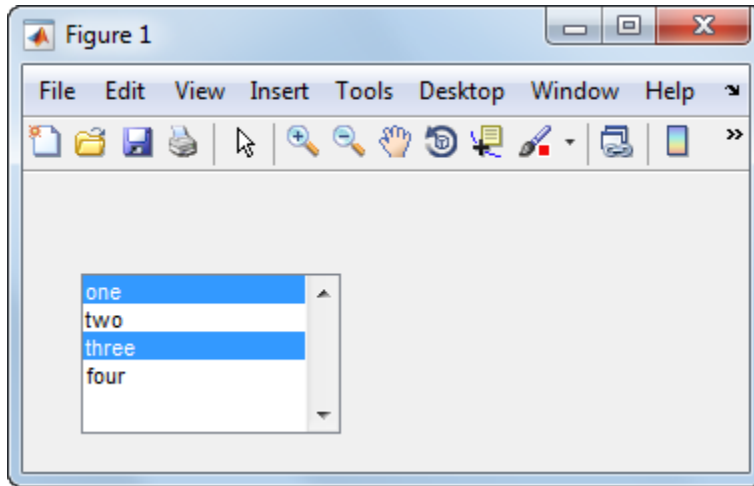 Figure 1
File Edit View Insert Tools Desktop Window Help
one
two
three
four